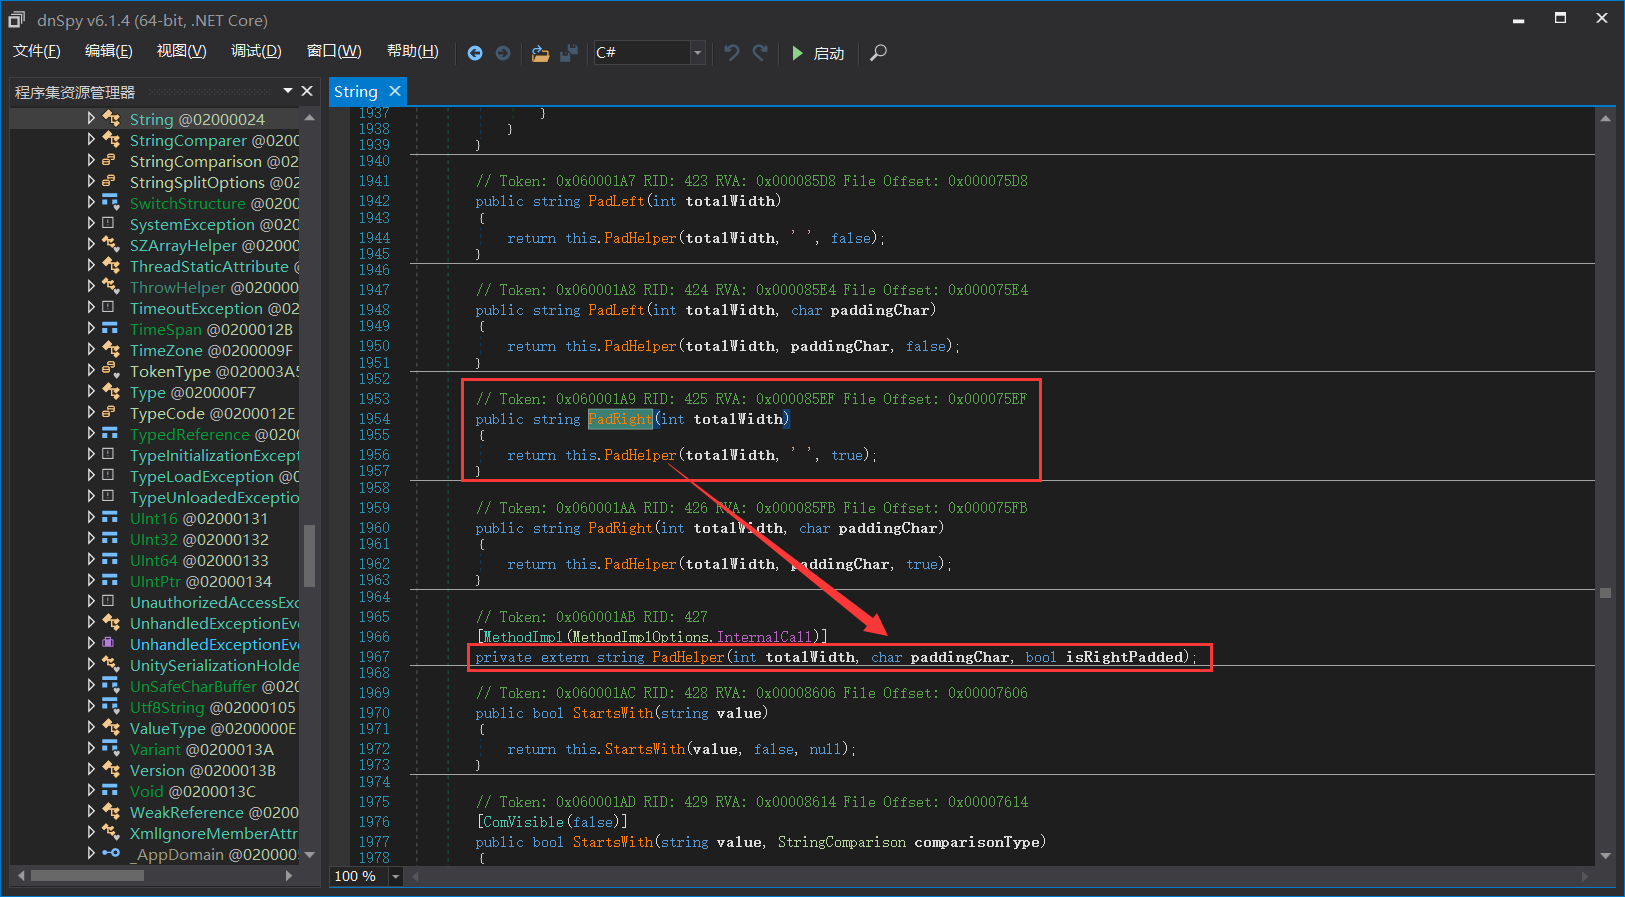 dnSpy v6.1.4 (64-bit, .NET Core)
文件(F) 编辑(E) 视图(V) 调试(D) 窗口(W) 帮助(H) C# 启动
程序集资源管理器
String @02000024
StringComparer @0200
StringComparison @02
StringSplitOptions @02
SwitchStructure @0200
SystemException @020
SZArrayHelper @02000
ThreadStaticAttribute @
ThrowHelper @020000
TimeoutException @02
TimeSpan @0200012B
TimeZone @0200009F
TokenType @020003A5
Type @020000F7
TypeCode @0200012E
TypedReference @0200
TypeInitializationExcept
TypeLoadException @0
TypeUnloadedExceptio
UInt16 @02000131
UInt32 @02000132
UInt64 @02000133
UIntPtr @02000134
UnauthorizedAccessExc
UnhandledExceptionEv
UnhandledExceptionEv
UnitySerializationHolde
UnSafeCharBuffer @020
Utf8String @02000105
ValueType @0200000E
Variant @0200013A
Version @0200013B
Void @0200013C
WeakReference @0200
XmlIgnoreMemberAttr
_AppDomain @020000
String
1937 }
1938 }
1939 }
1940
1941 // Token: 0x060001A7 RID: 423 RVA: 0x000085D8 File Offset: 0x000075D8
1942 public string PadLeft(int totalWidth)
1943 {
1944 return this.PadHelper(totalWidth, ' ', false);
1945 }
1946
1947 // Token: 0x060001A8 RID: 424 RVA: 0x000085E4 File Offset: 0x000075E4
1948 public string PadLeft(int totalWidth, char paddingChar)
1949 {
1950 return this.PadHelper(totalWidth, paddingChar, false);
1951 }
1952
1953 // Token: 0x060001A9 RID: 425 RVA: 0x000085EF File Offset: 0x000075EF
1954 public string PadRight(int totalWidth)
1955 {
1956 return this.PadHelper(totalWidth, ' ', true);
1957 }
1958
1959 // Token: 0x060001AA RID: 426 RVA: 0x000085FB File Offset: 0x000075FB
1960 public string PadRight(int totalWidth, char paddingChar)
1961 {
1962 return this.PadHelper(totalWidth, paddingChar, true);
1963 }
1964
1965 // Token: 0x060001AB RID: 427
1966 [MethodImpl(MethodImplOptions.InternalCall)]
1967 private extern string PadHelper(int totalWidth, char paddingChar, bool isRightPadded);
1968
1969 // Token: 0x060001AC RID: 428 RVA: 0x00008606 File Offset: 0x00007606
1970 public bool StartsWith(string value)
1971 {
1972 return this.StartsWith(value, false, null);
1973 }
1974
1975 // Token: 0x060001AD RID: 429 RVA: 0x00008614 File Offset: 0x00007614
1976 [ComVisible(false)]
1977 public bool StartsWith(string value, StringComparison comparisonType)
1978 {
100 %